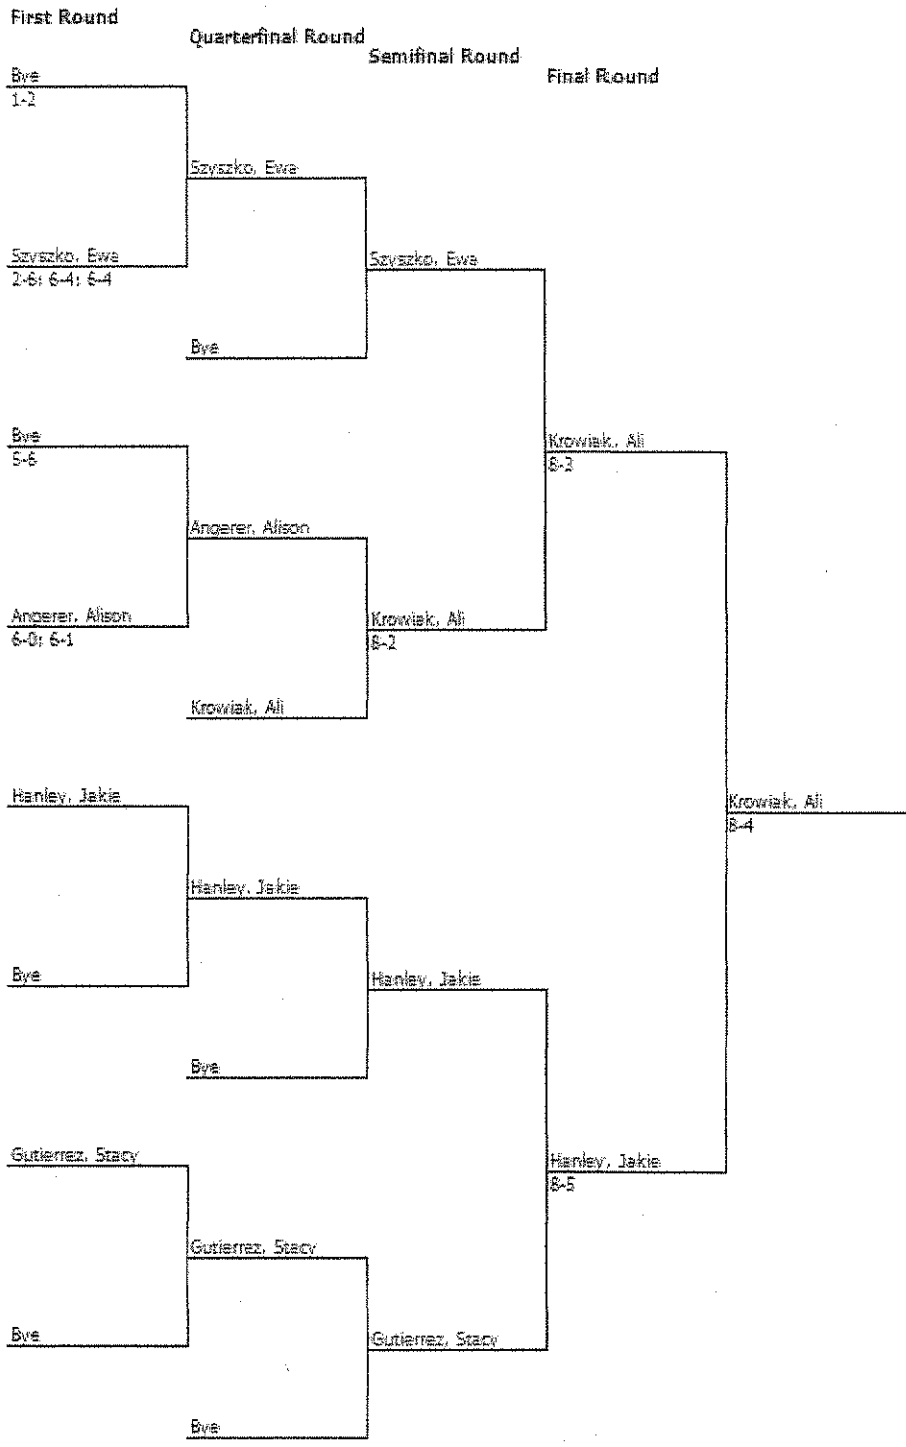 First Round
Quarterfinal Round
Semifinal Round
Final Round
Bye
1-2
Szyszko, Ewa
Szyszko, Ewa
2-6; 6-4; 6-4
Szyszko, Ewa
Bye
Bye
5-6
Krowiak, Ali
8-3
Angerer, Alison
Angerer, Alison
6-0; 6-1
Krowiak, Ali
8-2
Krowiak, Ali
Hanley, Jakie
Krowiak, Ali
8-4
Hanley, Jakie
Bye
Hanley, Jakie
Bye
Gutierrez, Stacy
Hanley, Jakie
8-5
Gutierrez, Stacy
Bye
Gutierrez, Stacy
Bye